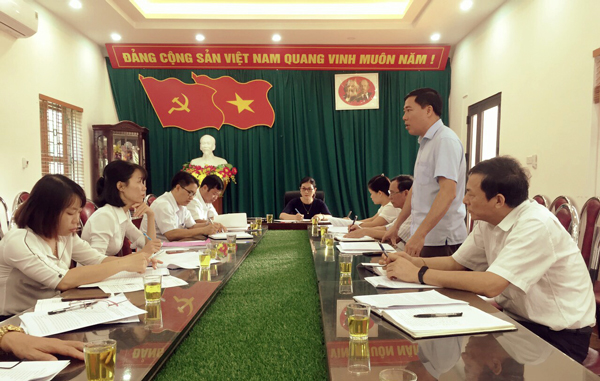 ĐẢNG CỘNG SẢN VIỆT NAM QUANG VINH MUÔN NĂM !